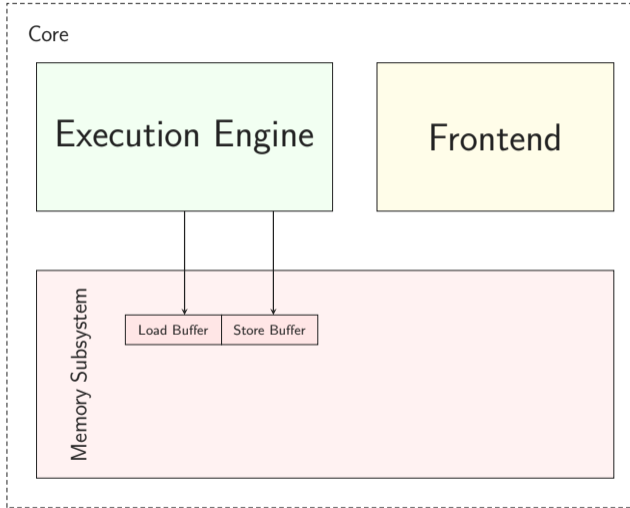 Core
Execution Engine
Frontend
Memory Subsystem
Load Buffer
Store Buffer